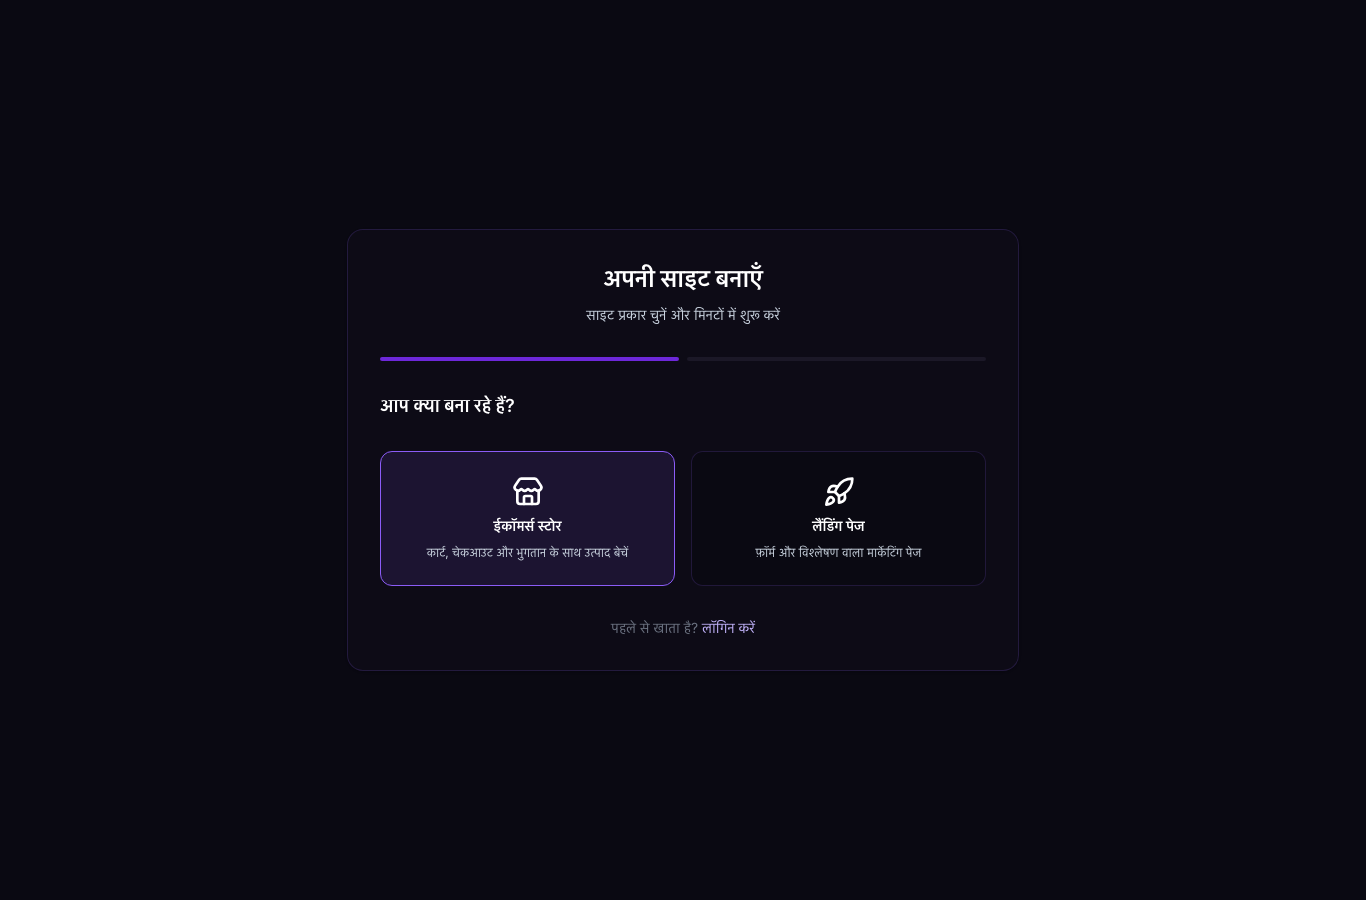 अपनी साइट बनाएँ
साइट प्रकार चुनें और मिनटों में शुरू करें
आप क्या बना रहे हैं?
ईकॉमर्स स्टोर
कार्ट, चेकआउट और भुगतान के साथ उत्पाद बेचें
लैंडिंग पेज
फ़ॉर्म और विश्लेषण वाला मार्केटिंग पेज
पहले से खाता है? लॉगिन करें